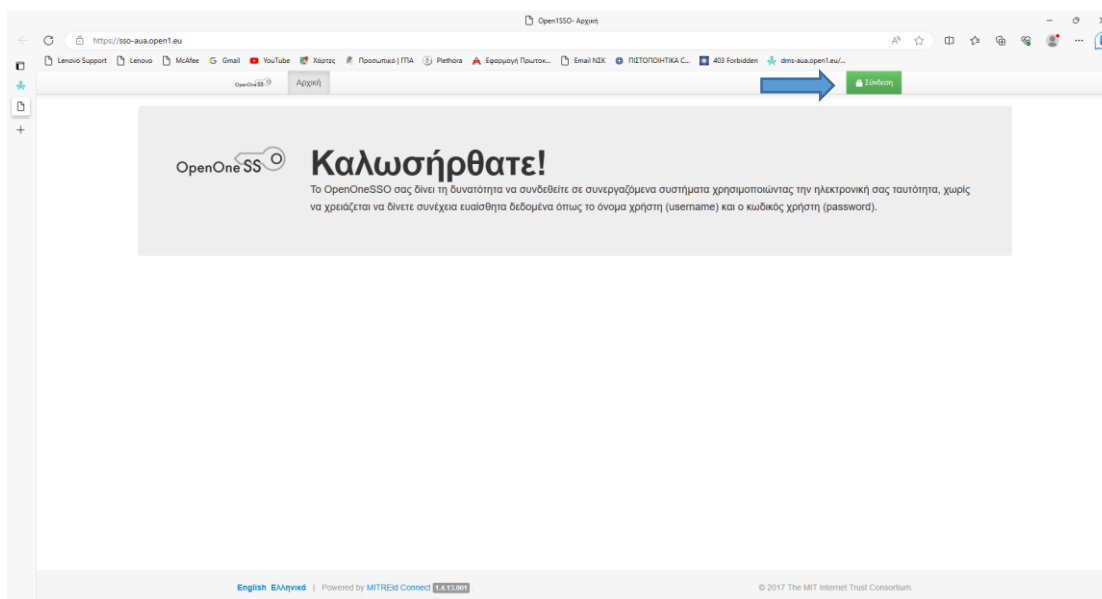 Open1SSO- Αρχική
https://sso-aua.open1.eu
Lenovo Support Lenovo McAfee Gmail YouTube Χάρτες Προσωπικό | ΓΠΑ Plethora Εφαρμογή Πρωτοκ... Email ΝΣΚ ΠΙΣΤΟΠΟΙΗΤΙΚΑ C... 403 Forbidden dms-aua.open1.eu/...
OpenOneSSO Αρχική Σύνδεση
OpenOneSSO
Καλωσήρθατε!
Το OpenOneSSO σας δίνει τη δυνατότητα να συνδεθείτε σε συνεργαζόμενα συστήματα χρησιμοποιώντας την ηλεκτρονική σας ταυτότητα, χωρίς
να χρειάζεται να δίνετε συνέχεια ευαίσθητα δεδομένα όπως το όνομα χρήστη (username) και ο κωδικός χρήστη (password).
English Ελληνικά | Powered by MITREid Connect 1.4.13.001 . © 2017 The MIT Internet Trust Consortium.